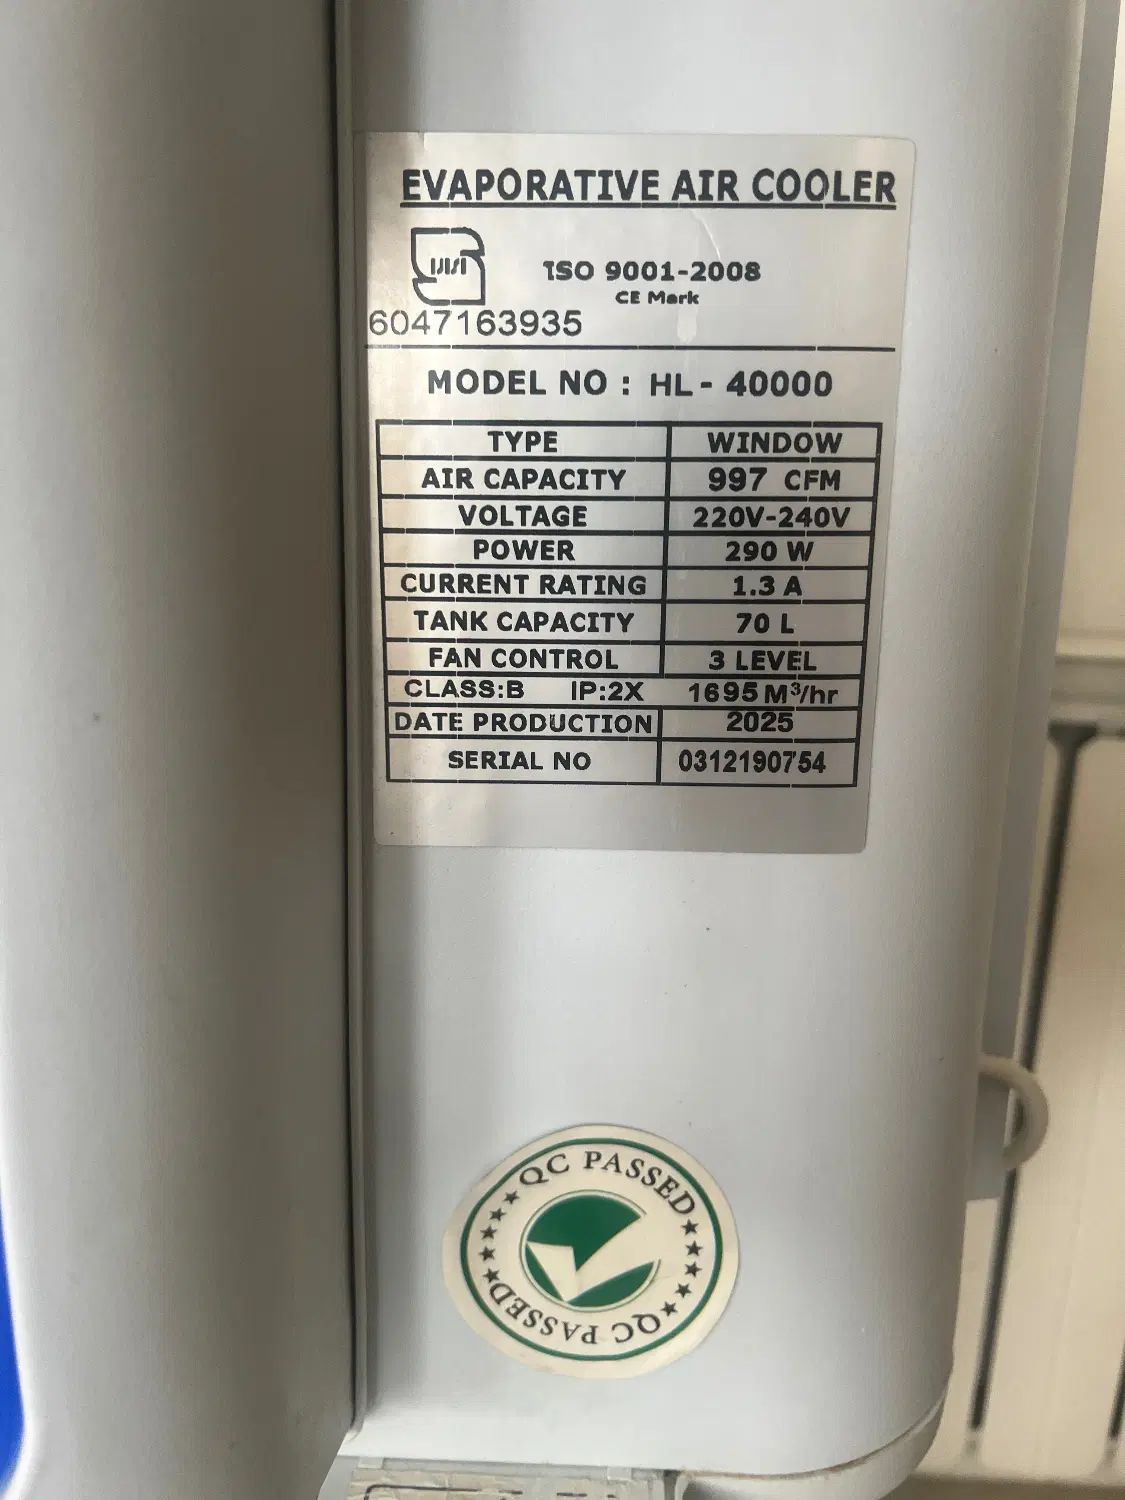 EVAPORATIVE AIR COOLER
ISO 9001-2008
CE Mark
6047163935
MODEL NO : HL - 40000
TYPE WINDOW
AIR CAPACITY 997 CFM
VOLTAGE 220V-240V
POWER 290 W
CURRENT RATING 1.3 A
TANK CAPACITY 70 L
FAN CONTROL 3 LEVEL
CLASS:B IP:2X 1695 M³/hr
DATE PRODUCTION 2025
SERIAL NO 0312190754
QC PASSED
QC PASSED